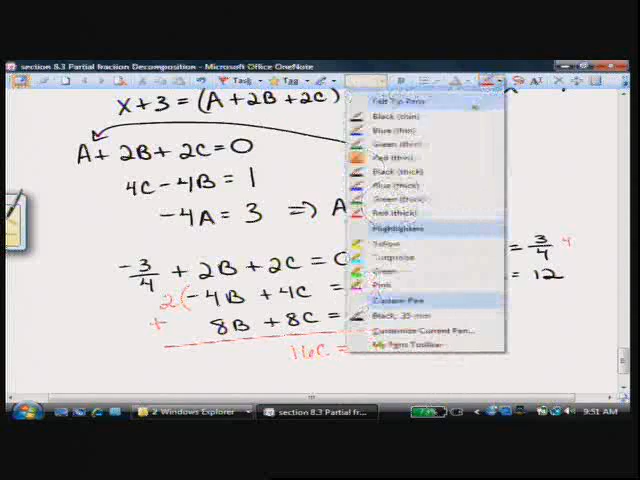 section 8.3 Partial fraction Decomposition - Microsoft Office OneNote
Task Tag B A
x + 3 = (A + 2B + 2C)
Felt Tip Pens
Black (thin)
Blue (thin)
Green (thin)
Red (thin)
Black (thick)
Blue (thick)
Green (thick)
Red (thick)
Highlighters
Yellow
Turquoise
Green
Pink
Custom Pen
Black, .35 mm
Customize Current Pen...
My Pens Toolbar
A + 2B + 2C = 0
4C - 4B = 1
-4A = 3 => A
-3/4 + 2B + 2C = 0 = 3/4 4
2( -4B + 4C = = 12
+ 8B + 8C =
16C =
2 Windows Explorer section 8.3 Partial fr... 73% 9:51 AM